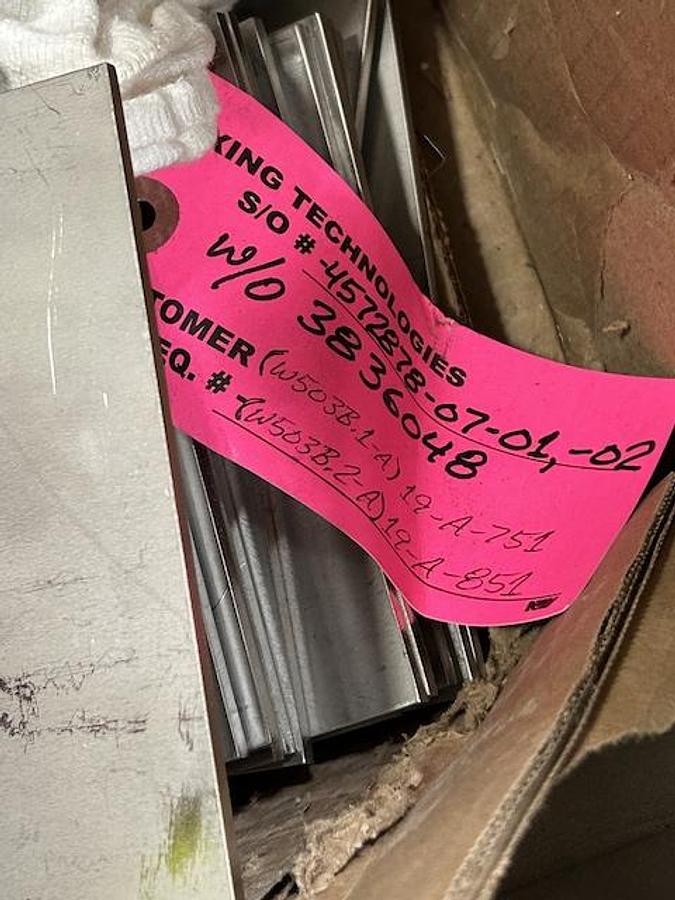 KING TECHNOLOGIES
S/O # 4572878-07-01,-02
W/O 3836048
TOMER (W503B.1-A) 19-A-751
EQ. # (W503B.2-A) 19-A-851